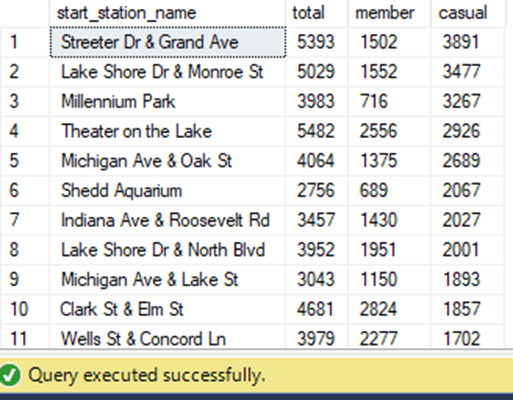 start_station_name total member casual
1 Streeter Dr & Grand Ave 5393 1502 3891
2 Lake Shore Dr & Monroe St 5029 1552 3477
3 Millennium Park 3983 716 3267
4 Theater on the Lake 5482 2556 2926
5 Michigan Ave & Oak St 4064 1375 2689
6 Shedd Aquarium 2756 689 2067
7 Indiana Ave & Roosevelt Rd 3457 1430 2027
8 Lake Shore Dr & North Blvd 3952 1951 2001
9 Michigan Ave & Lake St 3043 1150 1893
10 Clark St & Elm St 4681 2824 1857
11 Wells St & Concord Ln 3979 2277 1702
Query executed successfully.